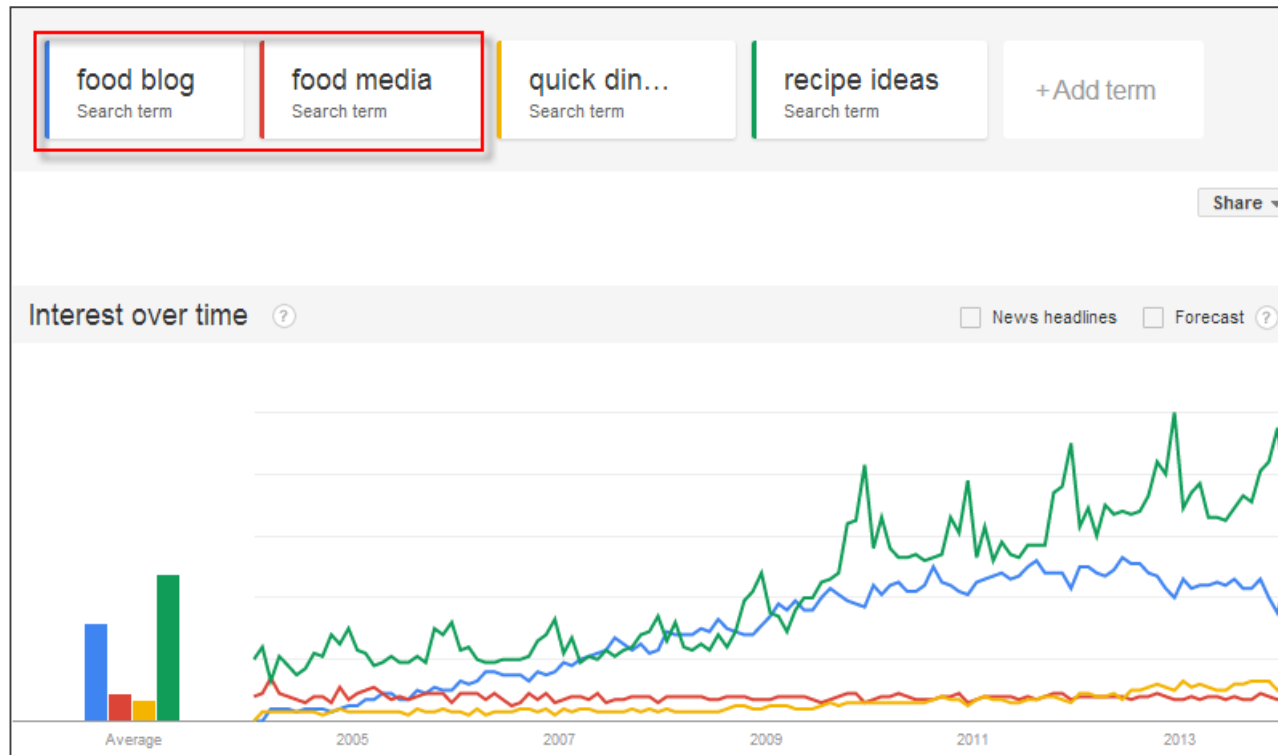 food blog
Search term
food media
Search term
quick din...
Search term
recipe ideas
Search term
+Add term
Share
Interest over time ?
News headlines
Forecast ?
Average
2005
2007
2009
2011
2013